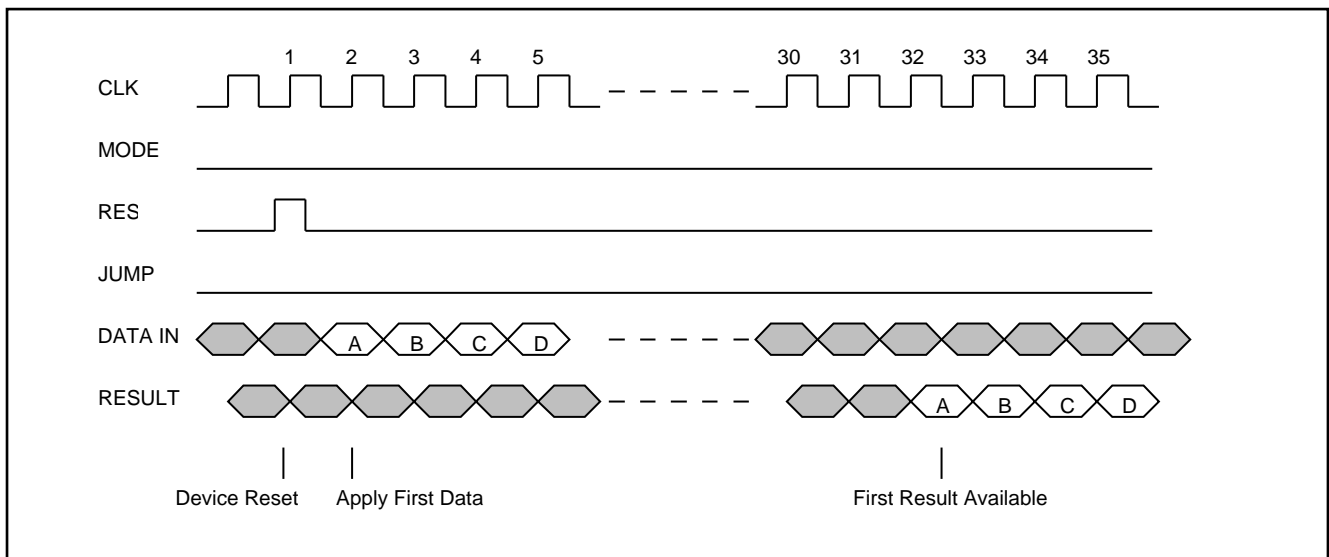 1 2 3 4 5 30 31 32 33 34 35
CLK
MODE
RES
JUMP
DATA IN A B C D
RESULT A B C D
Device Reset Apply First Data First Result Available